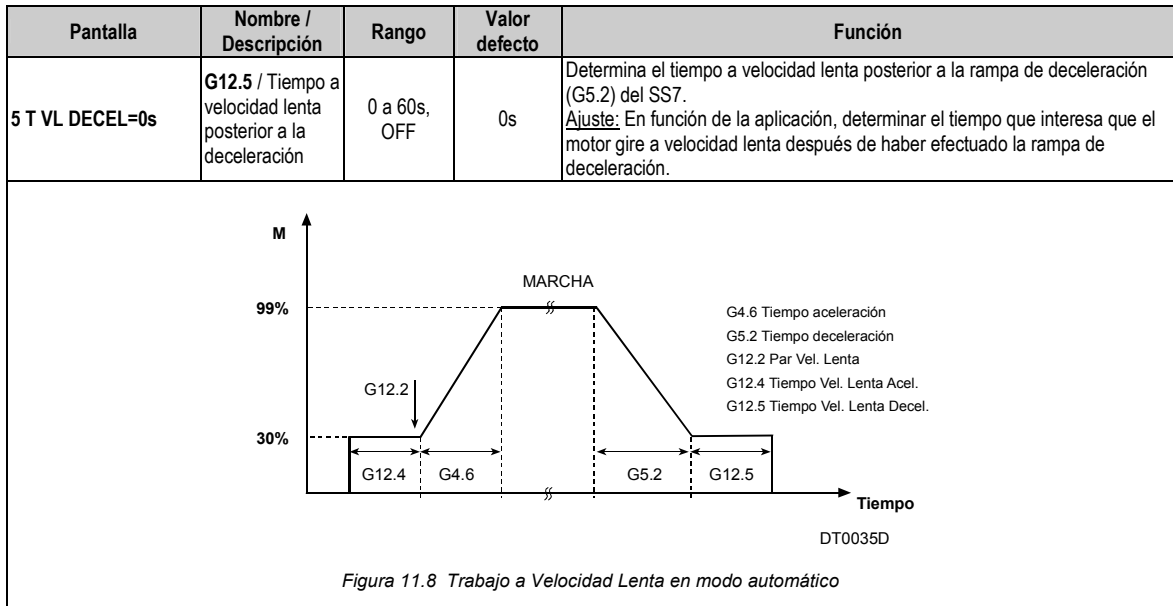 Pantalla
Nombre /
Descripción
Rango
Valor
defecto
Función
5 T VL DECEL=0s
G12.5 / Tiempo a
velocidad lenta
posterior a la
deceleración
0 a 60s,
OFF
0s
Determina el tiempo a velocidad lenta posterior a la rampa de deceleración
(G5.2) del SS7.
Ajuste: En función de la aplicación, determinar el tiempo que interesa que el
motor gire a velocidad lenta después de haber efectuado la rampa de
deceleración.
M
MARCHA
99%
G4.6 Tiempo aceleración
G5.2 Tiempo deceleración
G12.2 Par Vel. Lenta
G12.4 Tiempo Vel. Lenta Acel.
G12.5 Tiempo Vel. Lenta Decel.
G12.2
30%
G12.4
G4.6
G5.2
G12.5
Tiempo
DT0035D
Figura 11.8 Trabajo a Velocidad Lenta en modo automático